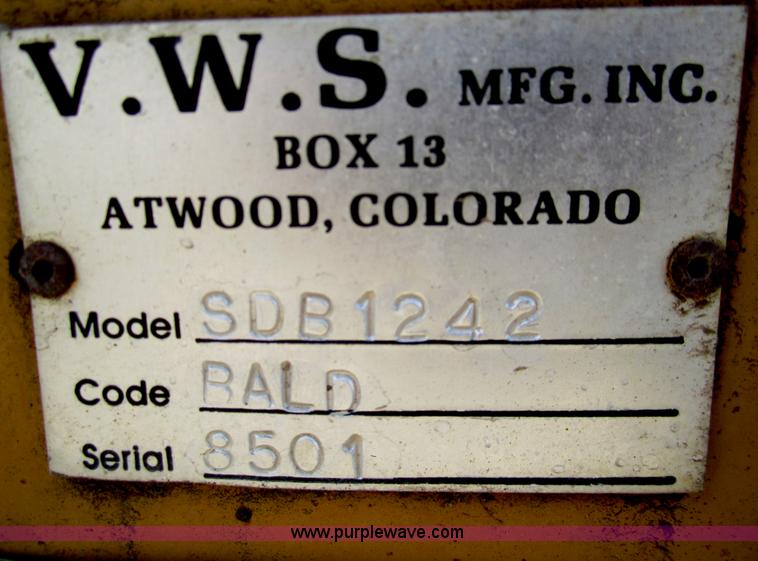 V.W.S. MFG. INC.
BOX 13
ATWOOD, COLORADO
Model SDB1242
Code BALD
Serial 8501
www.purplewave.com